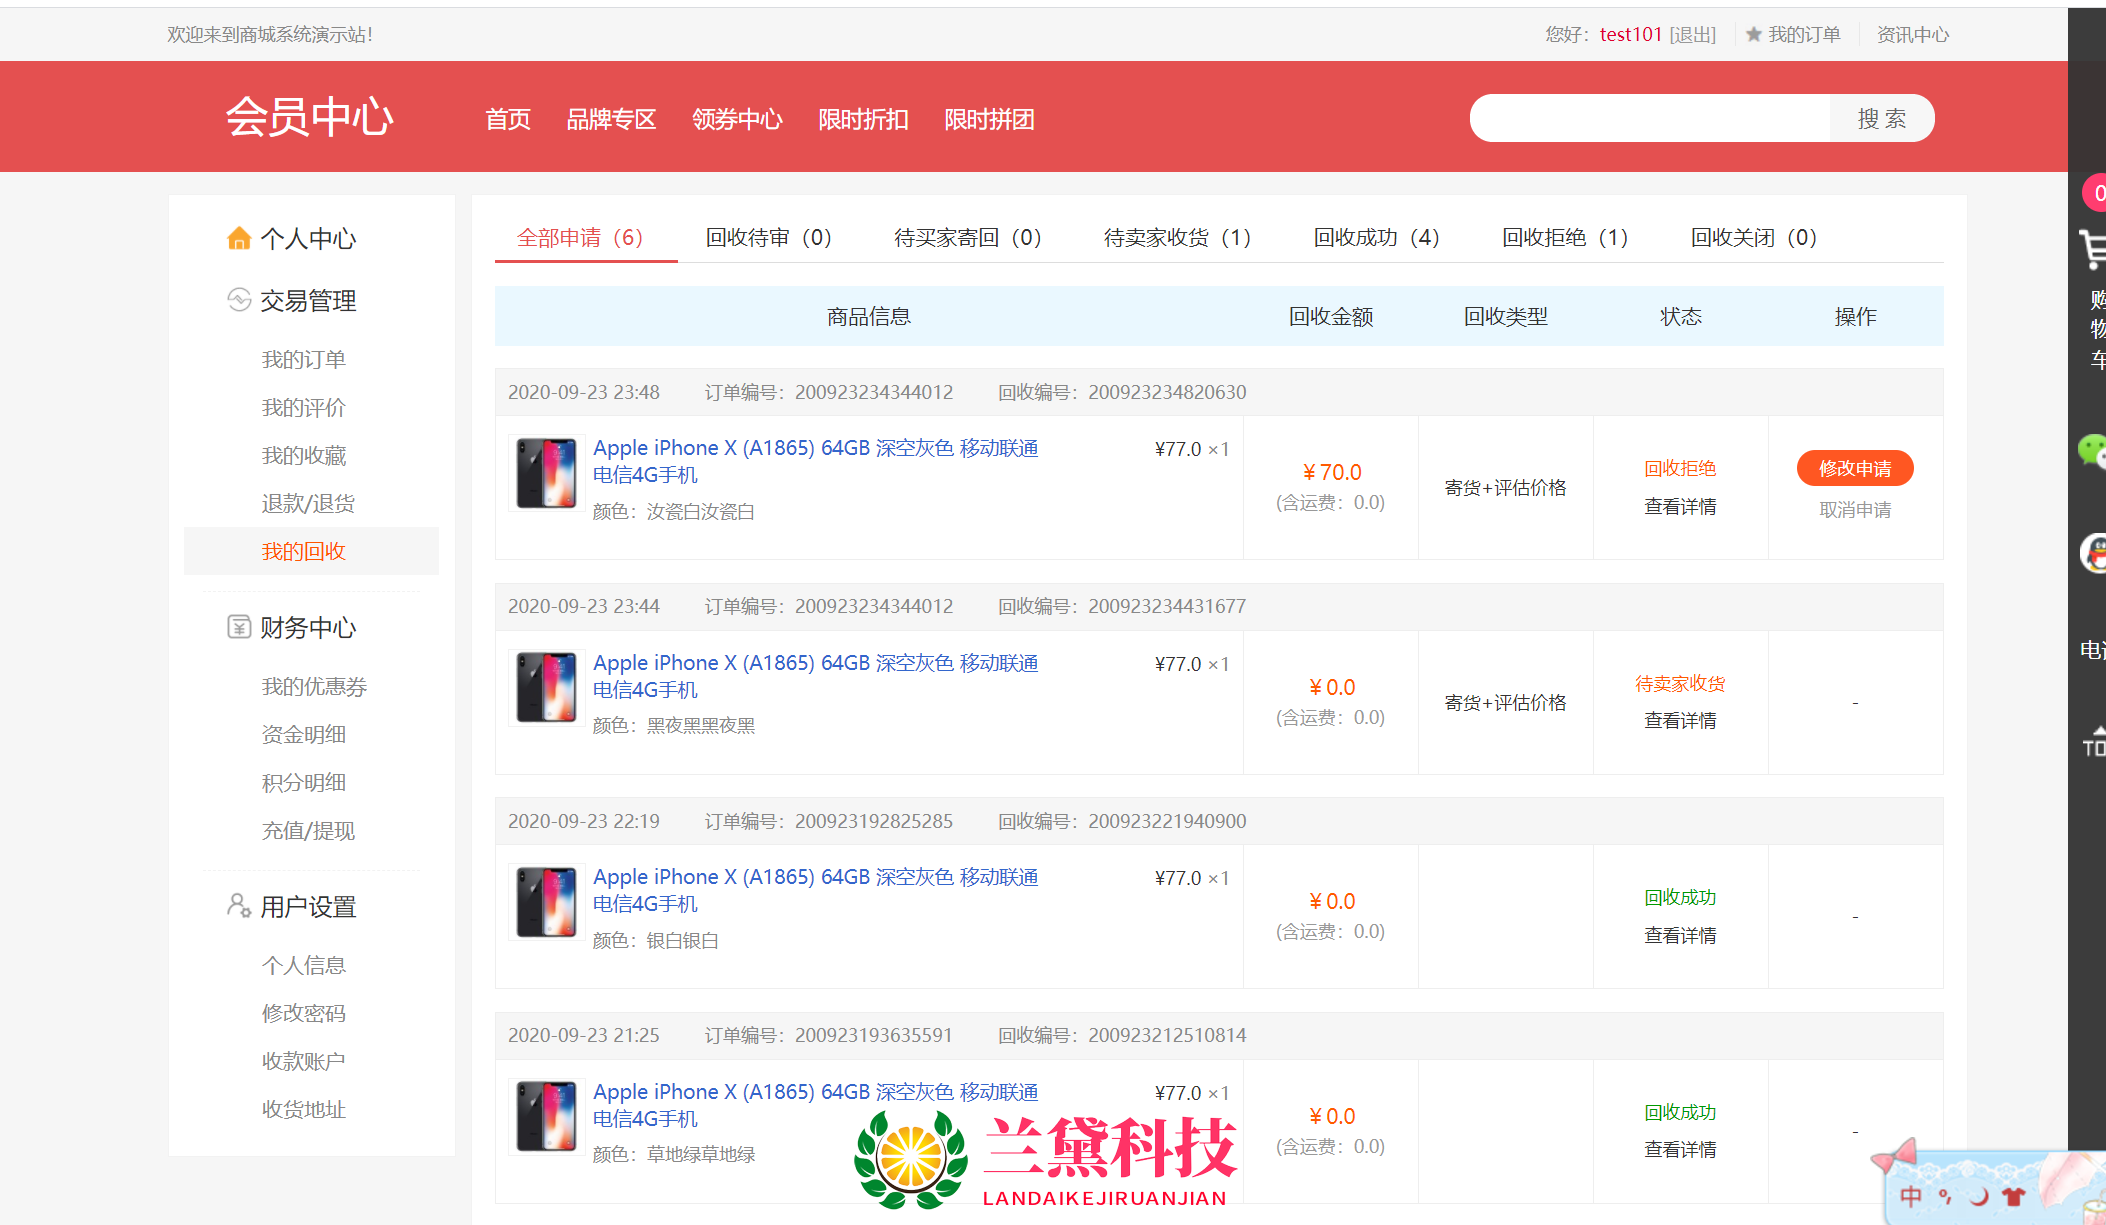 欢迎来到商城系统演示站！
您好：test101 [退出] 我的订单 资讯中心
会员中心 首页 品牌专区 领券中心 限时折扣 限时拼团 搜 索
0
购
物
车
个人中心
交易管理
我的订单
我的评价
我的收藏
退款/退货
我的回收
财务中心
我的优惠券
资金明细
积分明细
充值/提现
用户设置
个人信息
修改密码
收款账户
收货地址
全部申请（6） 回收待审（0） 待买家寄回（0） 待卖家收货（1） 回收成功（4） 回收拒绝（1） 回收关闭（0）
商品信息 回收金额 回收类型 状态 操作
2020-09-23 23:48 订单编号：200923234344012 回收编号：200923234820630
Apple iPhone X (A1865) 64GB 深空灰色 移动联通
电信4G手机
颜色：汝瓷白汝瓷白
¥77.0 ×1
¥ 70.0
(含运费：0.0)
寄货+评估价格
回收拒绝
查看详情
修改申请
取消申请
2020-09-23 23:44 订单编号：200923234344012 回收编号：200923234431677
Apple iPhone X (A1865) 64GB 深空灰色 移动联通
电信4G手机
颜色：黑夜黑黑夜黑
¥77.0 ×1
¥ 0.0
(含运费：0.0)
寄货+评估价格
待卖家收货
查看详情
-
2020-09-23 22:19 订单编号：200923192825285 回收编号：200923221940900
Apple iPhone X (A1865) 64GB 深空灰色 移动联通
电信4G手机
颜色：银白银白
¥77.0 ×1
¥ 0.0
(含运费：0.0)
回收成功
查看详情
-
2020-09-23 21:25 订单编号：200923193635591 回收编号：200923212510814
Apple iPhone X (A1865) 64GB 深空灰色 移动联通
电信4G手机
颜色：草地绿草地绿
¥77.0 ×1
¥ 0.0
(含运费：0.0)
回收成功
查看详情
-
兰黛科技
LANDAIKEJIRUANJIAN
中